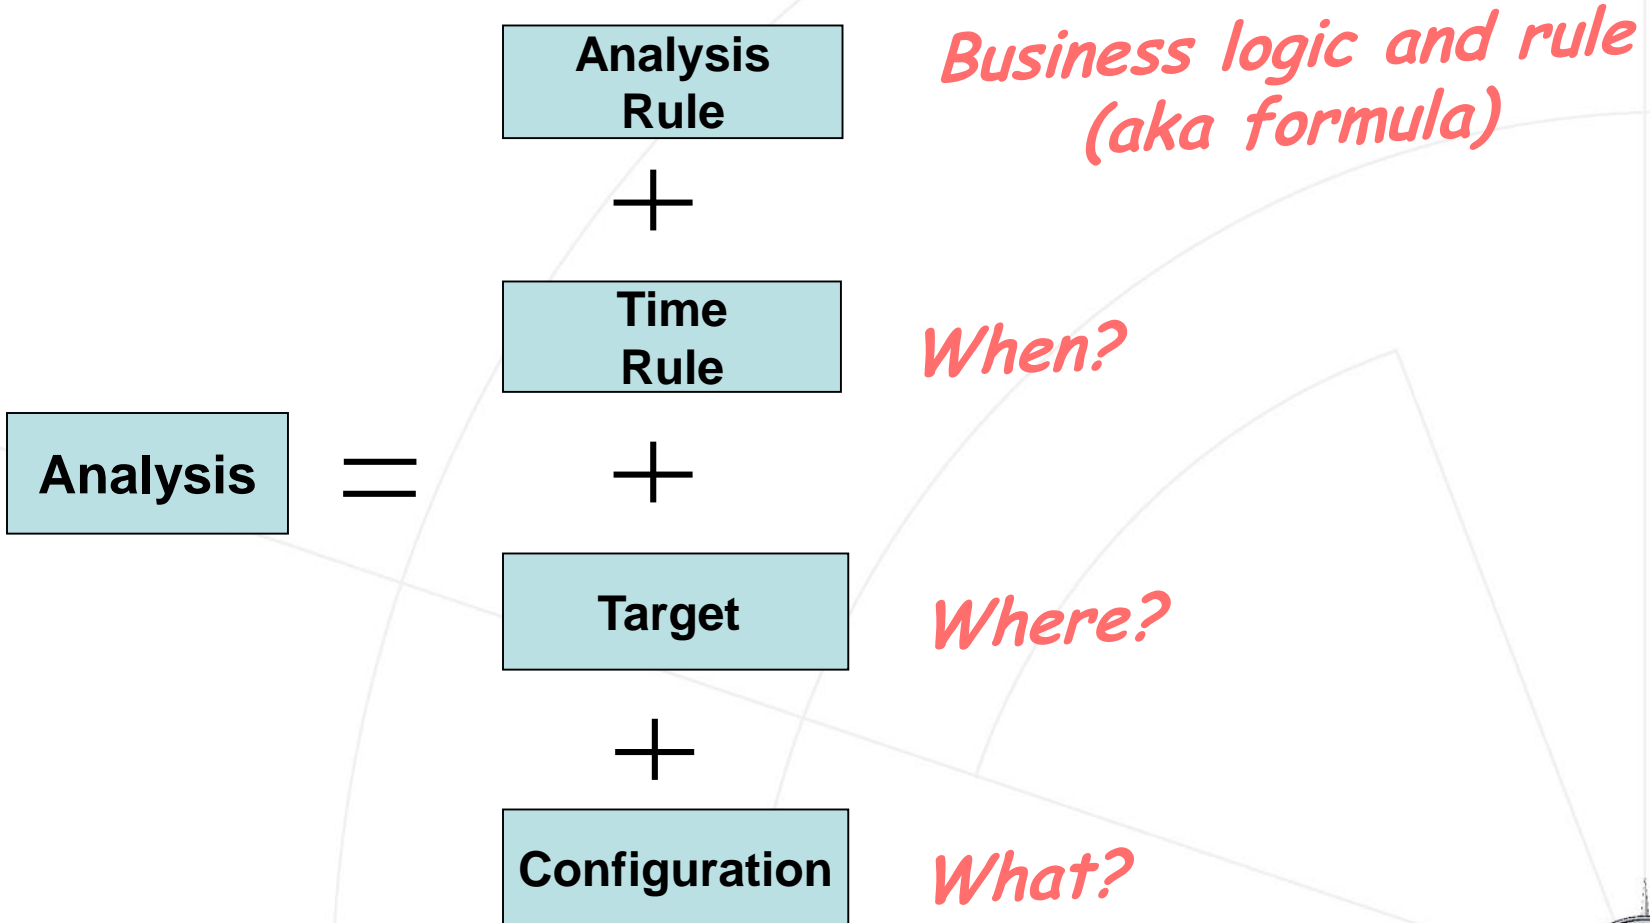 Analysis
Rule
Business logic and rule
(aka formula)
+
Time
Rule
When?
Analysis
=
+
Target
Where?
+
Configuration
What?